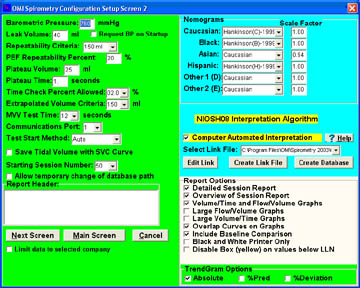 OMI Spirometry Configuration Setup Screen 2
Barometric Pressure: 760 mmHg
Leak Volume: 40 ml
Request BP on Startup
Repeatability Criteria: 150 ml
PEF Repeatability Percent: 20 %
Plateau Volume: 25 ml
Plateau Time: 1. seconds
Time Check Percent Allowed: 02.0 %
Extrapolated Volume Criteria: 150 ml
MVV Test Time: 12 seconds
Communications Port: 1
Test Start Method: Auto
Save Tidal Volume with SVC Curve
Starting Session Number: 50
Allow temporary change of database path
Report Header:
Next Screen
Main Screen
Cancel
Limit data to selected company
Nomograms
Scale Factor
Caucasian: Hankinson(C)-1999 1.00
Black: Hankinson(B)-1999 1.00
Asian: Caucasian 0.94
Hispanic: Hankinson(H)-1999 1.00
Other 1 (D) Caucasian 1.00
Other 2 (E) Caucasian 1.00
NIOSH09 Interpretation Algorithm
Computer Automated Interpretation
? Help
Select Link File: C:\Program Files\OMI\Spirometry 2003\
Edit Link
Create Link File
Create Database
Report Options
Detailed Session Report
Overview of Session Report
Volume/Time and Flow/Volume Graphs
Large Flow/Volume Graphs
Large Volume/Time Graphs
Overlap Curves on Graphs
Include Baseline Comparison
Black and White Printer Only
Disable Box (yellow) on values Below LLN
TrendGram Options
Absolute
%Pred
%Deviation